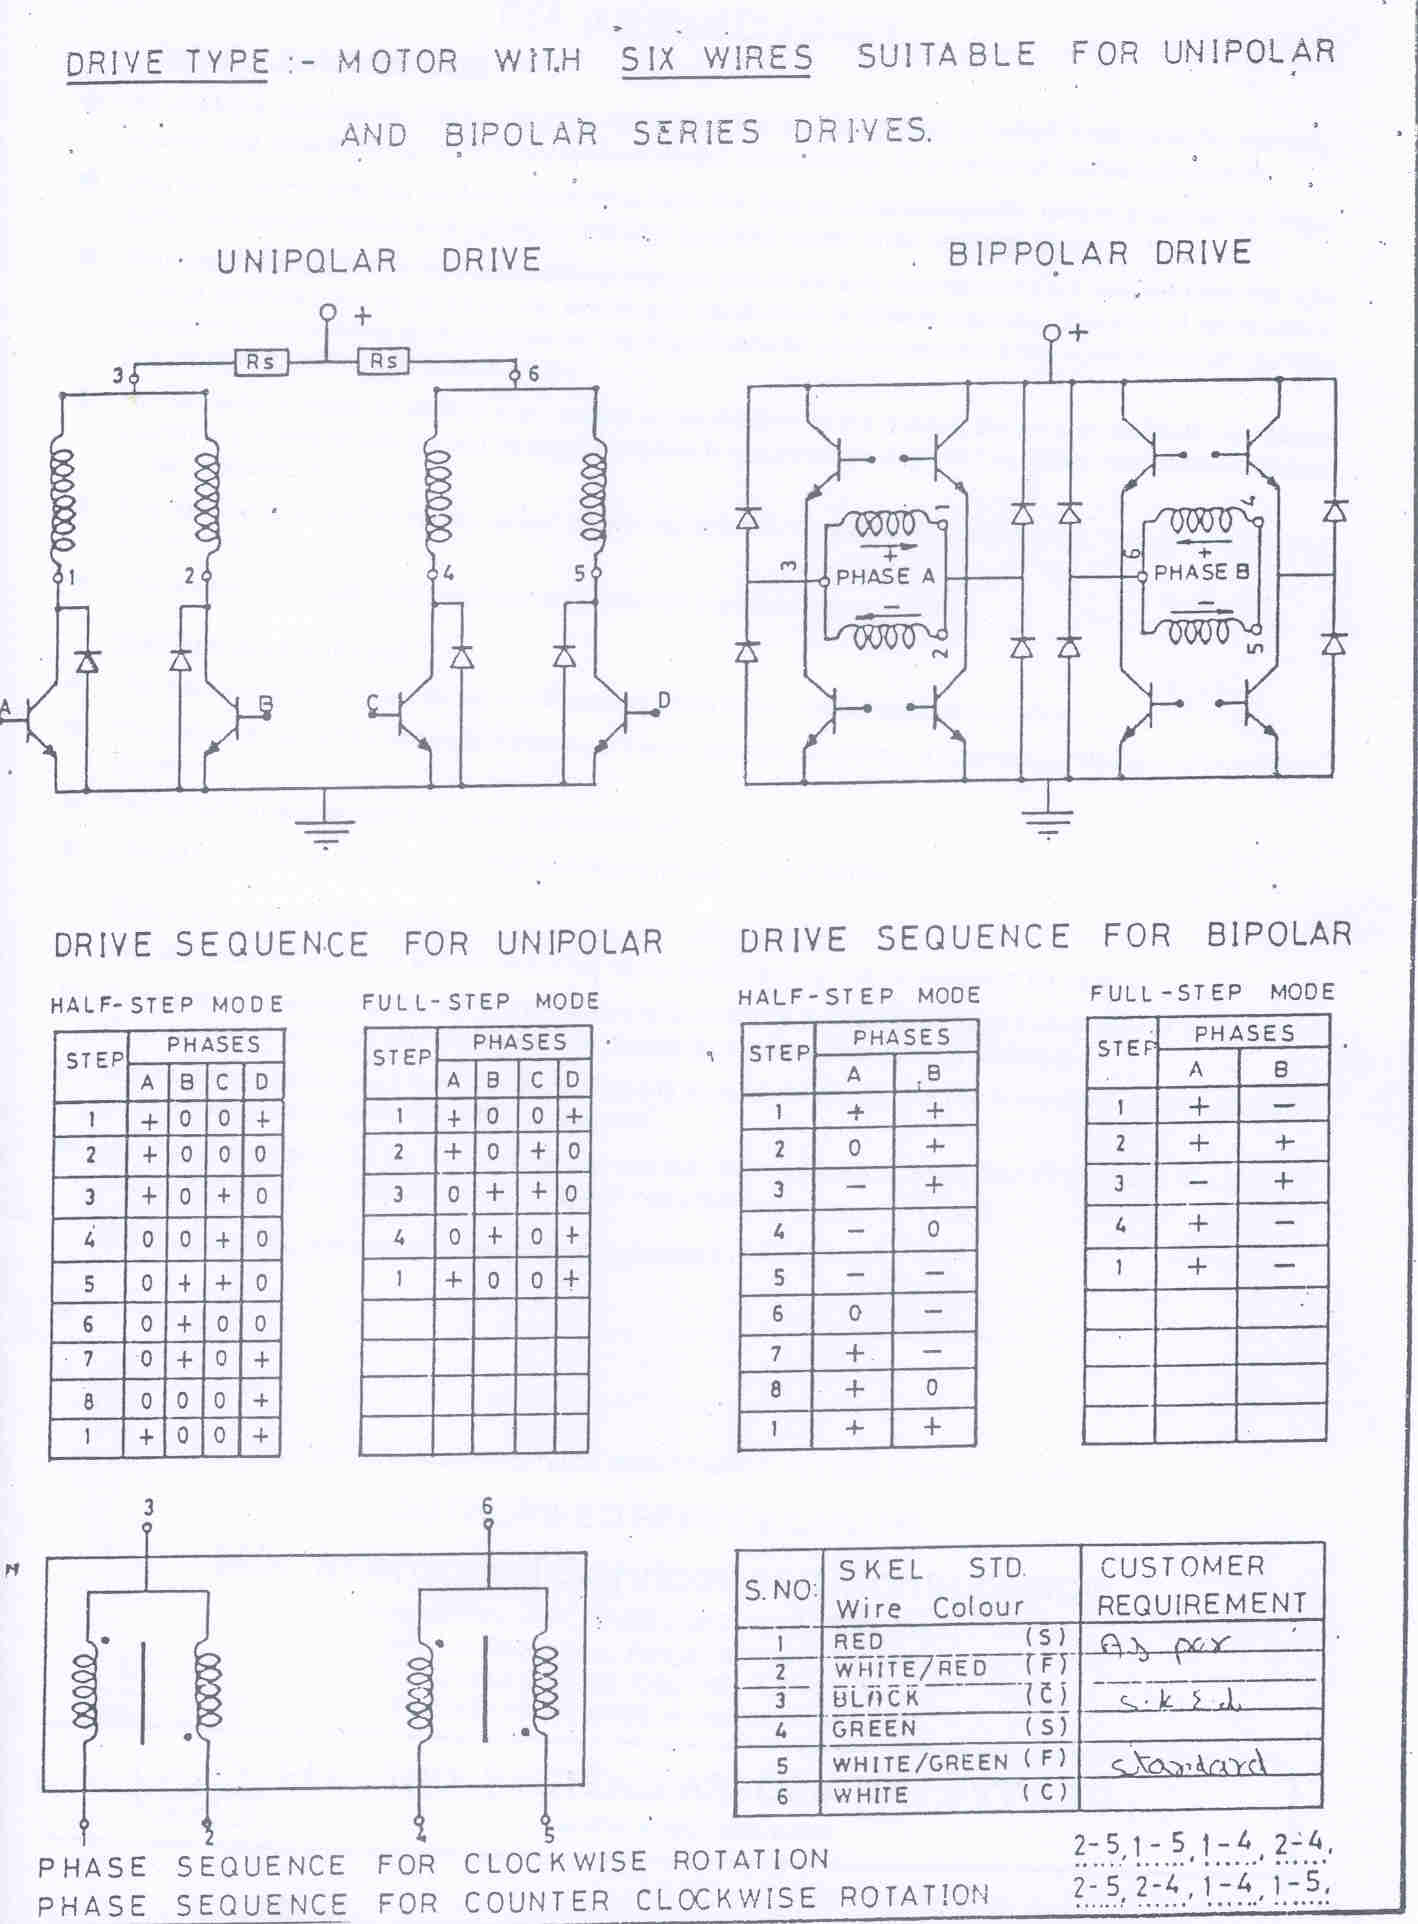 DRIVE TYPE :- MOTOR WITH SIX WIRES SUITABLE FOR UNIPOLAR
AND BIPOLAR SERIES DRIVES.
UNIPOLAR DRIVE
BIPPOLAR DRIVE
+
Rs Rs
3 6
1 2 4 5
A B C D
+
3 1 6 4
+ +
PHASE A PHASE B
- -
2 5
DRIVE SEQUENCE FOR UNIPOLAR
DRIVE SEQUENCE FOR BIPOLAR
HALF-STEP MODE
STEP PHASES
A B C D
1 + 0 0 +
2 + 0 0 0
3 + 0 + 0
4 0 0 + 0
5 0 + + 0
6 0 + 0 0
7 0 + 0 +
8 0 0 0 +
1 + 0 0 +
FULL-STEP MODE
STEP PHASES
A B C D
1 + 0 0 +
2 + 0 + 0
3 0 + + 0
4 0 + 0 +
1 + 0 0 +
HALF-STEP MODE
STEP PHASES
A B
1 + +
2 0 +
3 - +
4 - 0
5 - -
6 0 -
7 + -
8 + 0
1 + +
FULL-STEP MODE
STEP PHASES
A B
1 + -
2 + +
3 - +
4 + -
1 + -
3 6
1 2 4 5
S.NO: SKEL STD. CUSTOMER
Wire Colour REQUIREMENT
1 RED (S) As per
2 WHITE/RED (F)
3 BLACK (C)
4 GREEN (S)
5 WHITE/GREEN (F) standard
6 WHITE (C)
PHASE SEQUENCE FOR CLOCKWISE ROTATION 2-5, 1-5, 1-4, 2-4,
PHASE SEQUENCE FOR COUNTER CLOCKWISE ROTATION 2-5, 2-4, 1-4, 1-5,